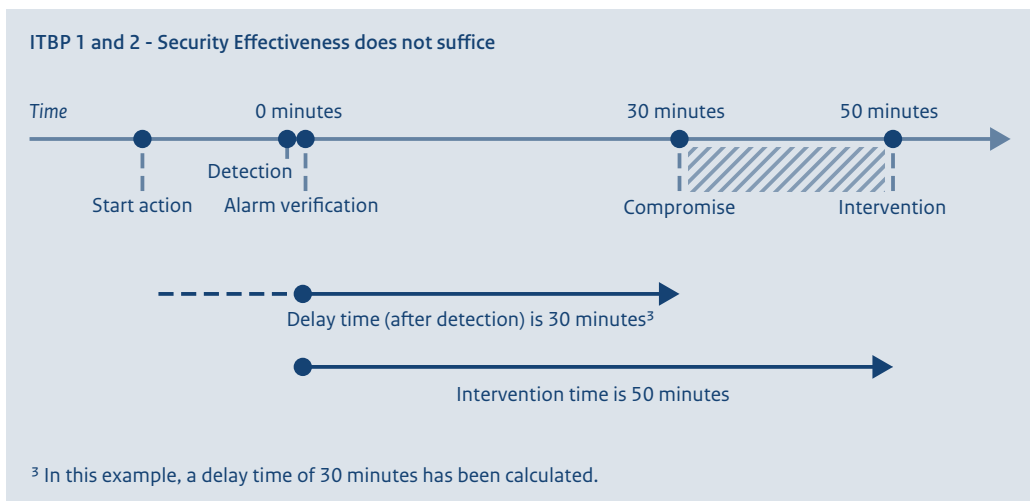 ITBP 1 and 2 - Security Effectiveness does not suffice
Time
0 minutes
30 minutes
50 minutes
Detection
Start action
Alarm verification
Compromise
Intervention
Delay time (after detection) is 30 minutes³
Intervention time is 50 minutes
³ In this example, a delay time of 30 minutes has been calculated.